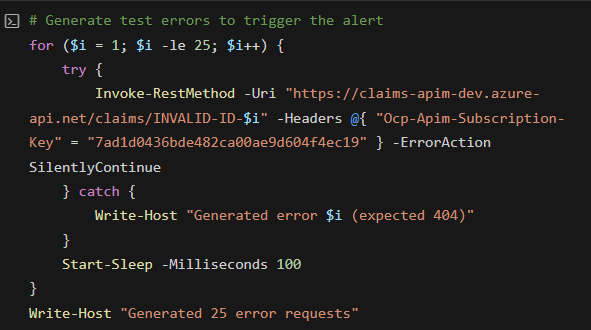 # Generate test errors to trigger the alert
for ($i = 1; $i -le 25; $i++) {
    try {
        Invoke-RestMethod -Uri "https://claims-apim-dev.azure-
api.net/claims/INVALID-ID-$i" -Headers @{ "Ocp-Apim-Subscription-
Key" = "7ad1d0436bde482ca00ae9d604f4ec19" } -ErrorAction
SilentlyContinue
    } catch {
        Write-Host "Generated error $i (expected 404)"
    }
    Start-Sleep -Milliseconds 100
}
Write-Host "Generated 25 error requests"